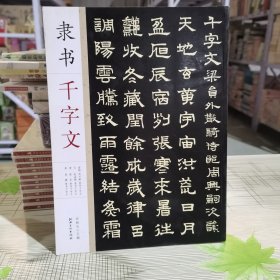 千字文梁員外散騎侍郎周興嗣次韻
天地玄黃宇宙洪荒日月
盈昃辰宿列張寒來暑往
秋收冬藏閏餘成歲律呂
調陽雲騰致雨露結為霜
隶书
千字文